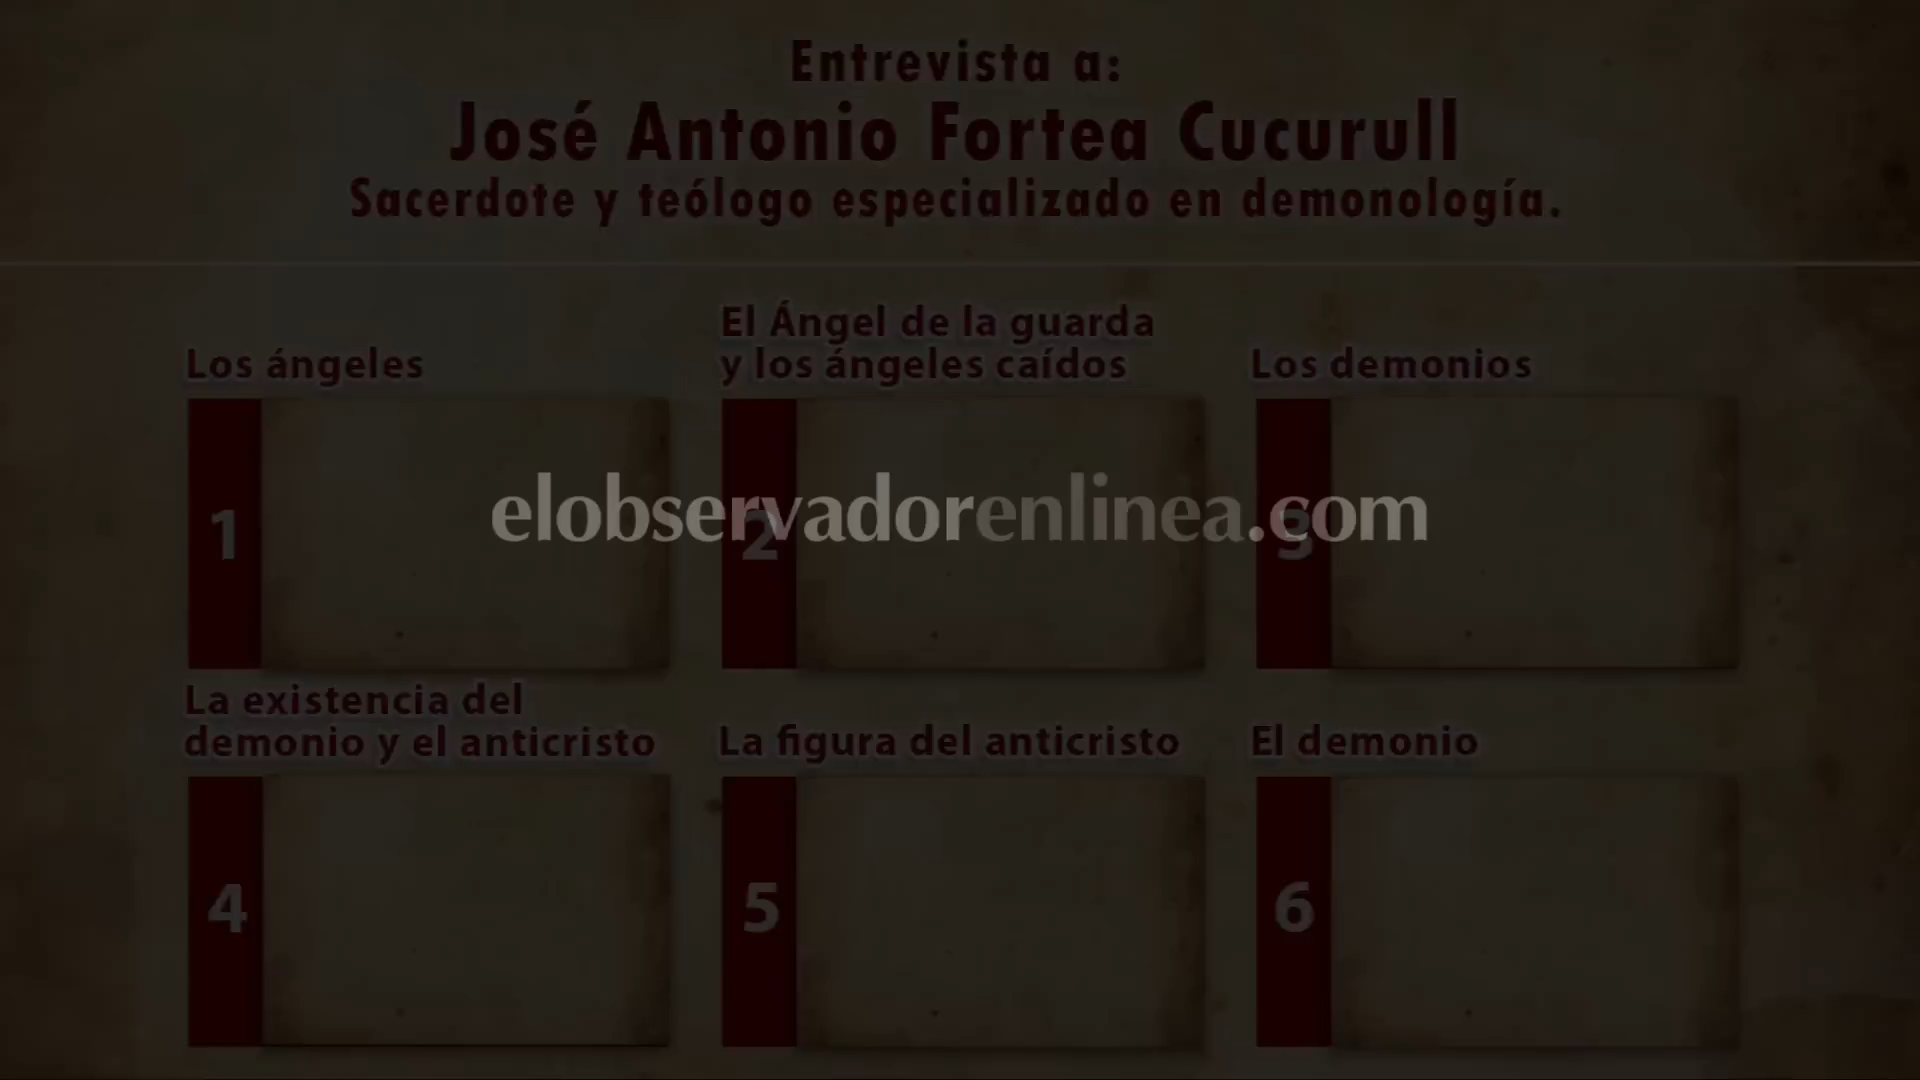 Entrevista a:
José Antonio Fortea Cucurull
Sacerdote y teólogo especializado en demonología.
Los ángeles
El Ángel de la guarda
y los ángeles caídos
Los demonios
1
2
3
elobservadorenlinea.com
La existencia del
demonio y el anticristo
La figura del anticristo
El demonio
4
5
6